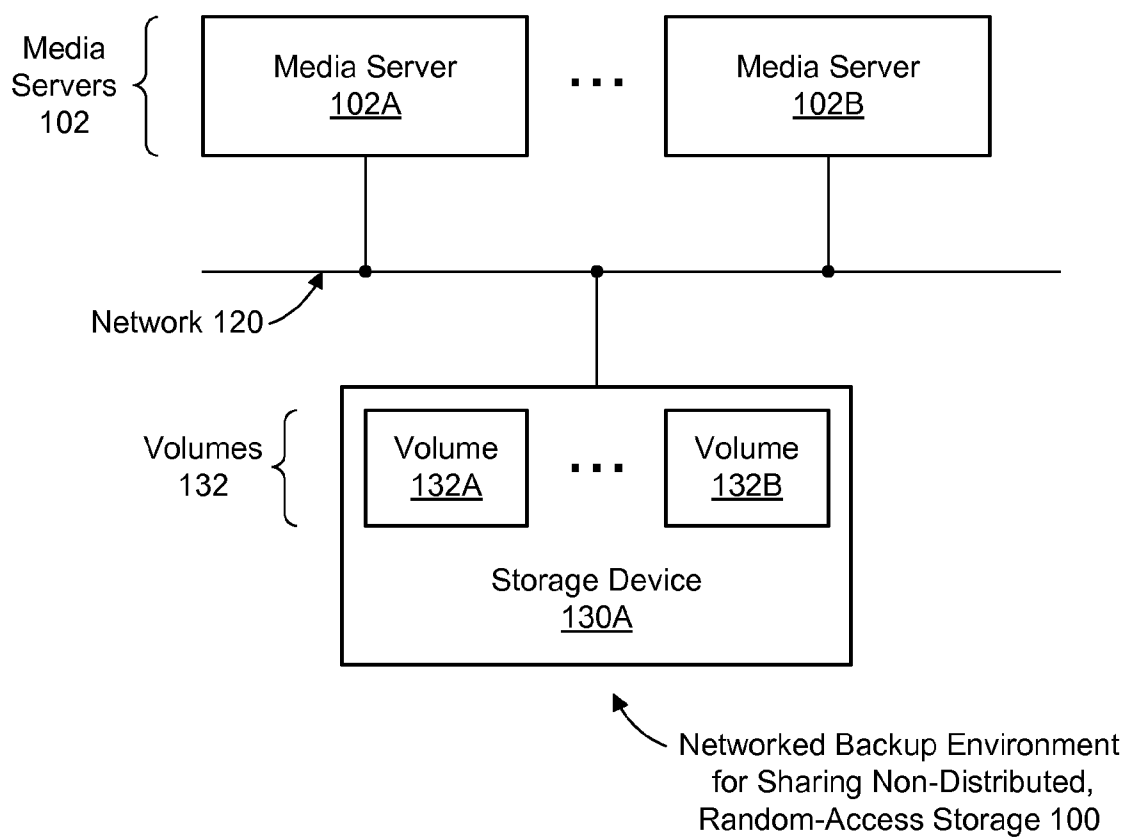 Media
Servers
102
Media Server
102A
...
Media Server
102B
Network 120
Volumes
132
Volume
132A
...
Volume
132B
Storage Device
130A
Networked Backup Environment
for Sharing Non-Distributed,
Random-Access Storage 100